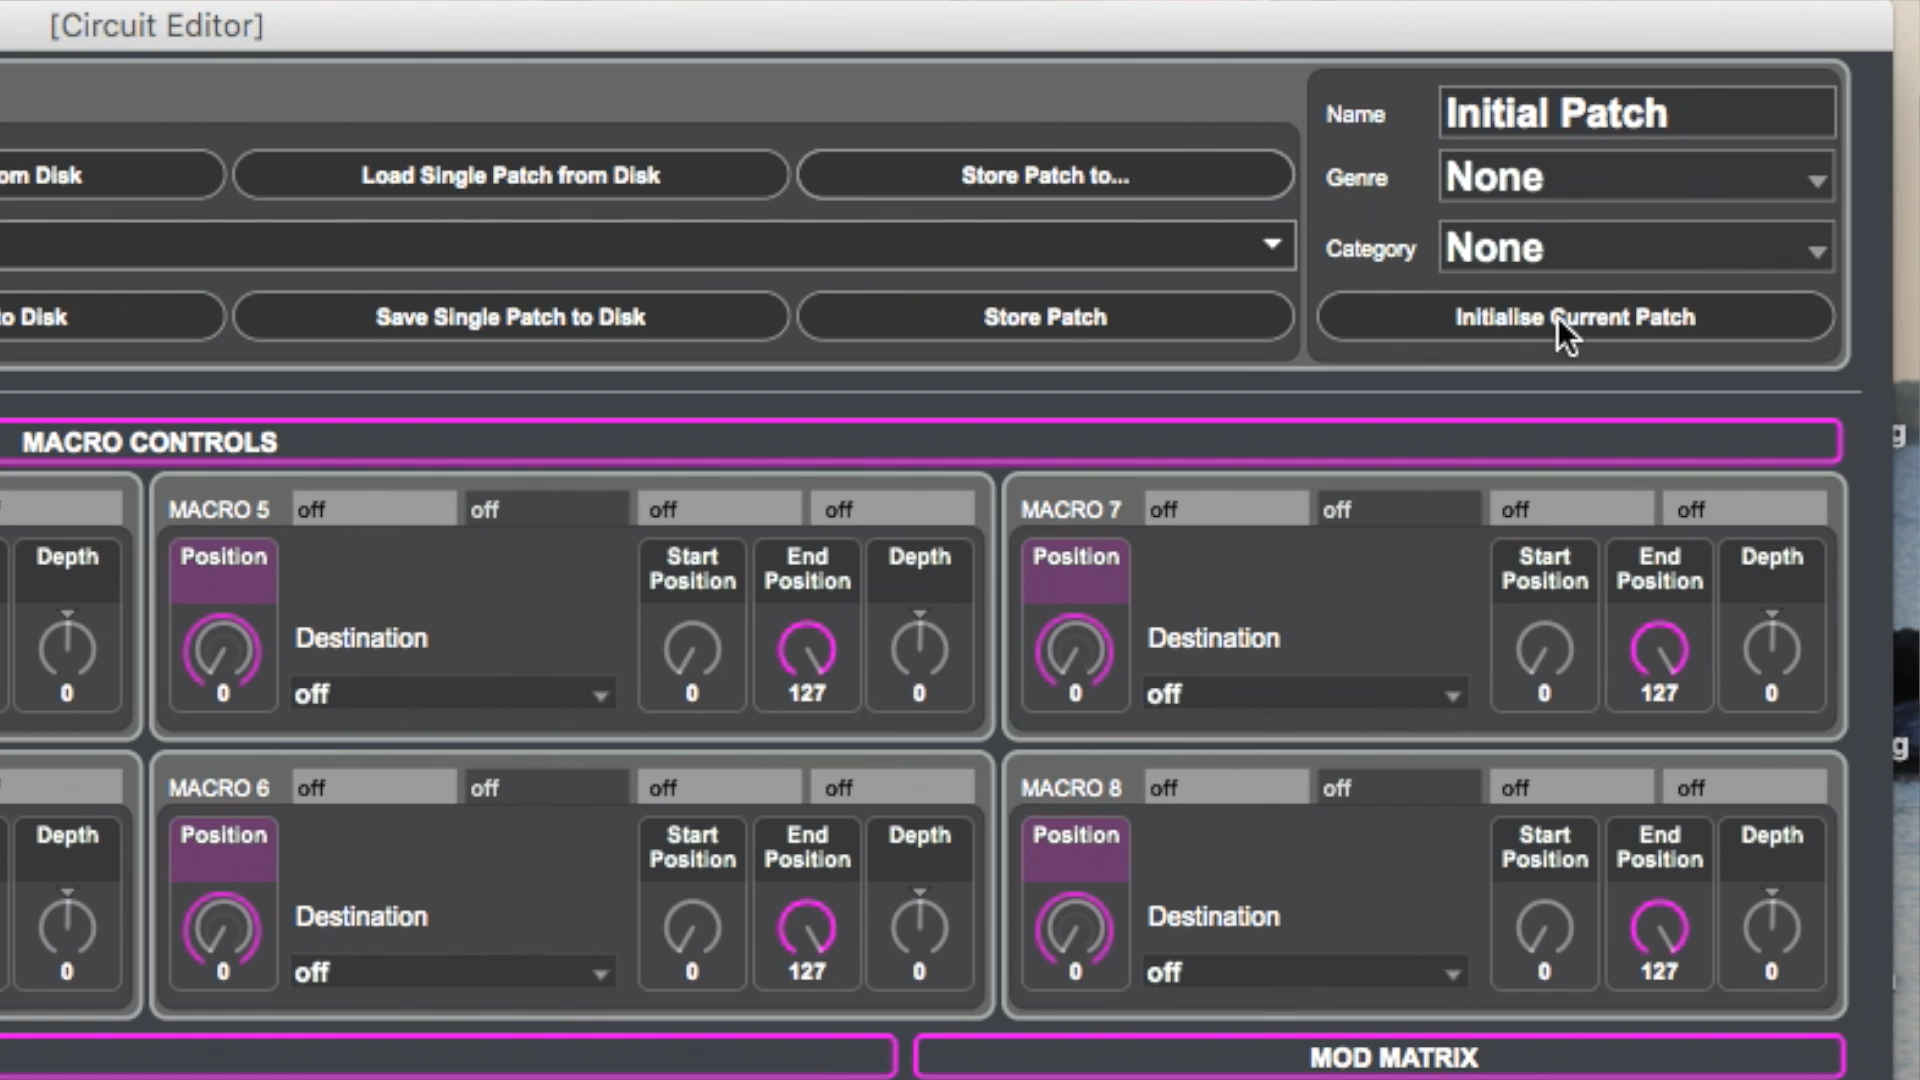 [Circuit Editor]
Name Initial Patch
om Disk Load Single Patch from Disk Store Patch to...
Genre None
Category None
o Disk Save Single Patch to Disk Store Patch Initialise Current Patch
MACRO CONTROLS
MACRO 5 off off off off
MACRO 7 off off off off
Depth Position Start Position End Position Depth
Position Start Position End Position Depth
Destination Destination
0 0 off 0 127 0
0 off 0 127 0
MACRO 6 off off off off
MACRO 8 off off off off
Depth Position Start Position End Position Depth
Position Start Position End Position Depth
Destination Destination
0 0 off 0 127 0
0 off 0 127 0
MOD MATRIX
g
g